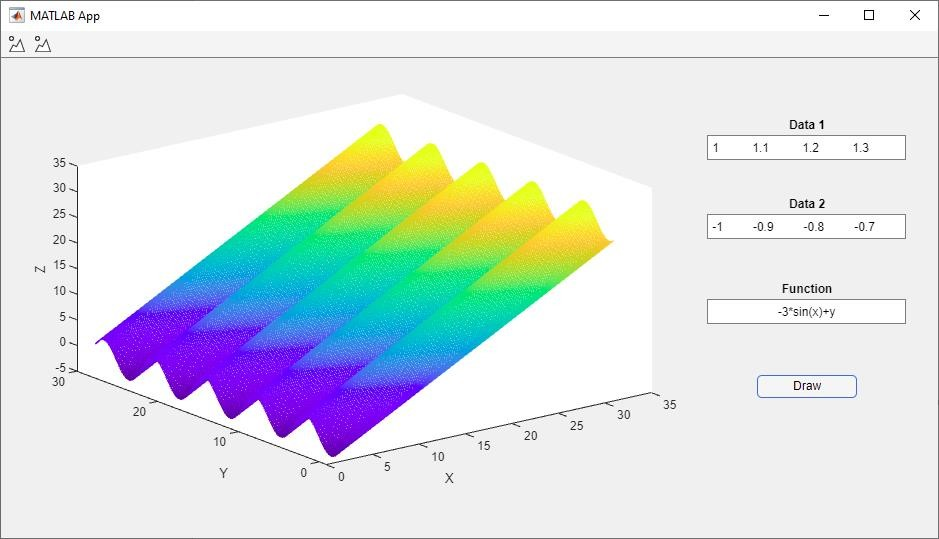 MATLAB App
Data 1
1 1.1 1.2 1.3
Data 2
-1 -0.9 -0.8 -0.7
Function
-3*sin(x)+y
Draw
Z
35
30
25
20
15
10
5
0
-5
30
20
10
0
Y
0
5
10
15
20
25
30
35
X